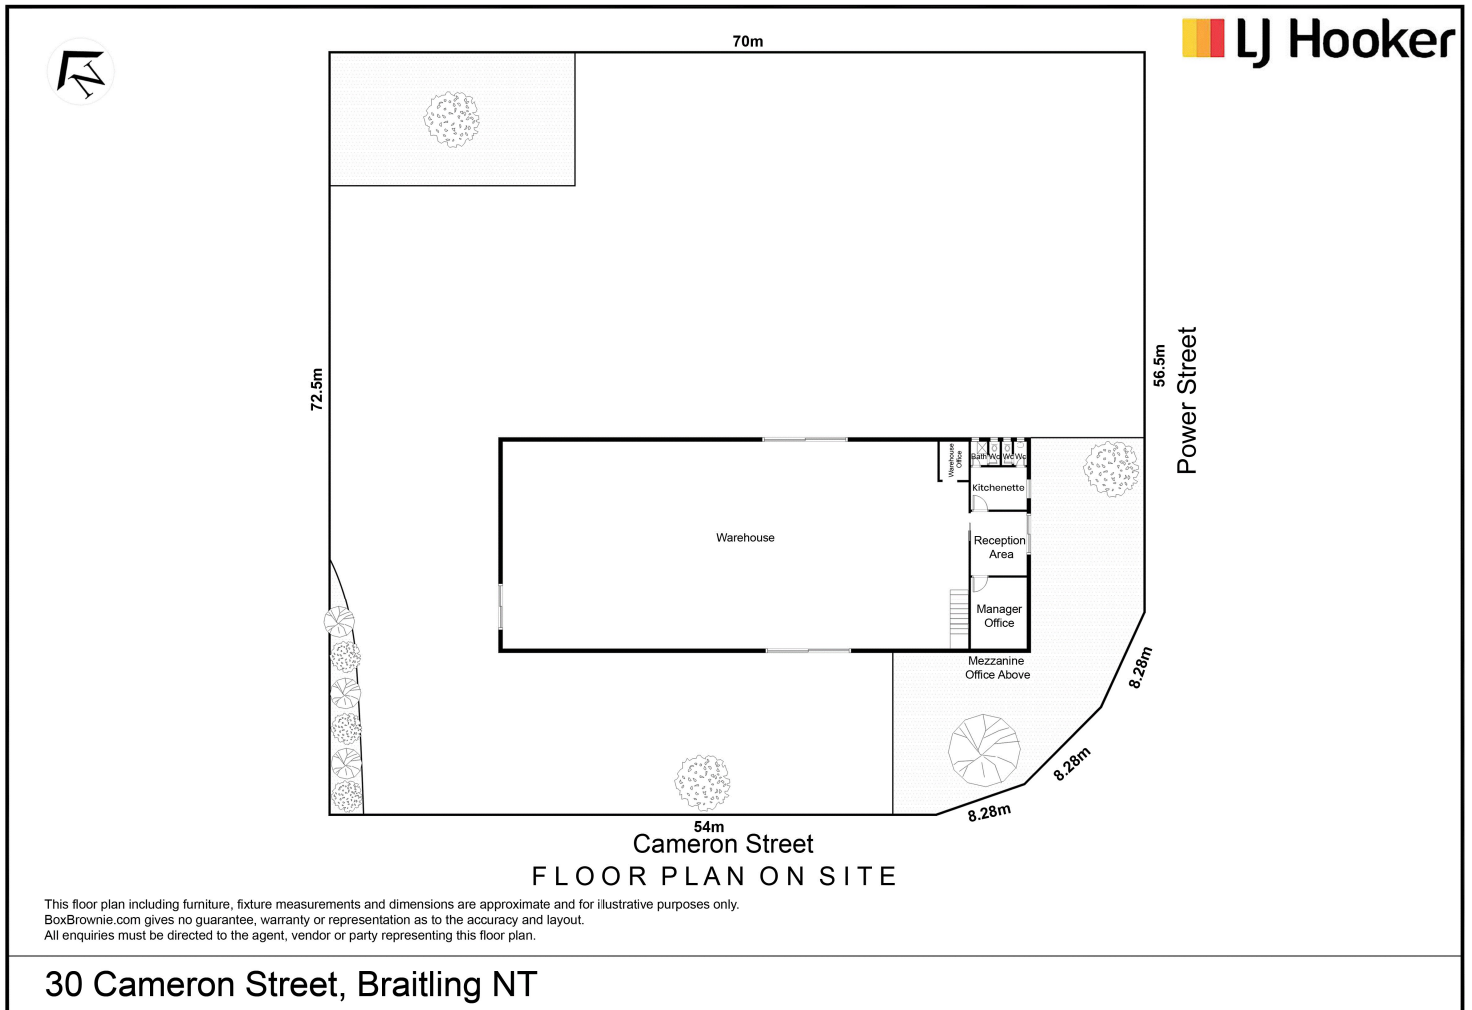 N
70m
LJ Hooker
72.5m
56.5m
Power Street
Warehouse
Office
Bath
Wc
Wc
Wc
Kitchenette
Warehouse
Reception
Area
Manager
Office
Mezzanine
Office Above
8.28m
8.28m
8.28m
54m
Cameron Street
FLOOR PLAN ON SITE
This floor plan including furniture, fixture measurements and dimensions are approximate and for illustrative purposes only.
BoxBrownie.com gives no guarantee, warranty or representation as to the accuracy and layout.
All enquiries must be directed to the agent, vendor or party representing this floor plan.
30 Cameron Street, Braitling NT